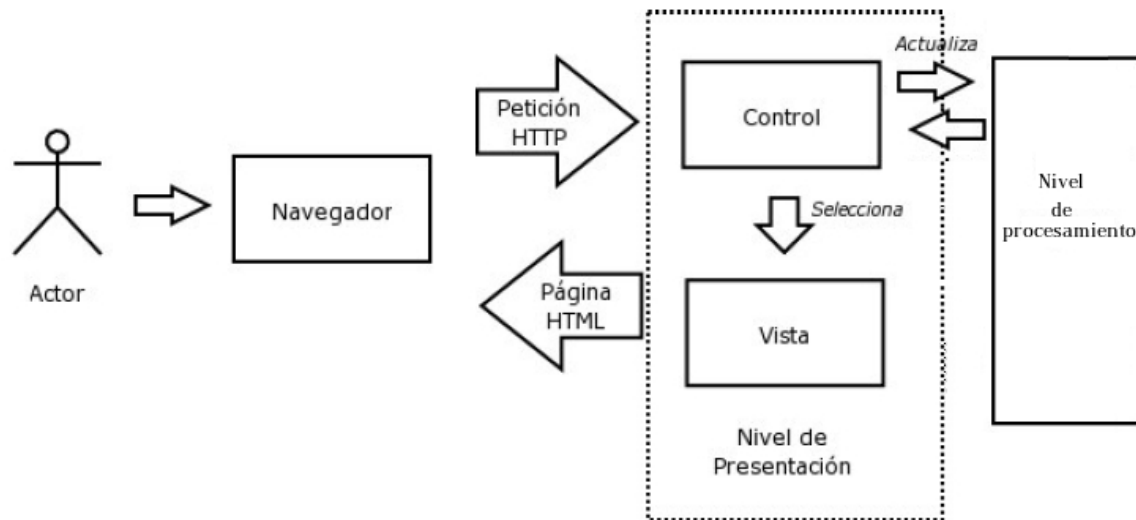 Actor
Navegador
Petición
HTTP
Página
HTML
Control
Actualiza
Selecciona
Vista
Nivel de
Presentación
Nivel
de
procesamiento